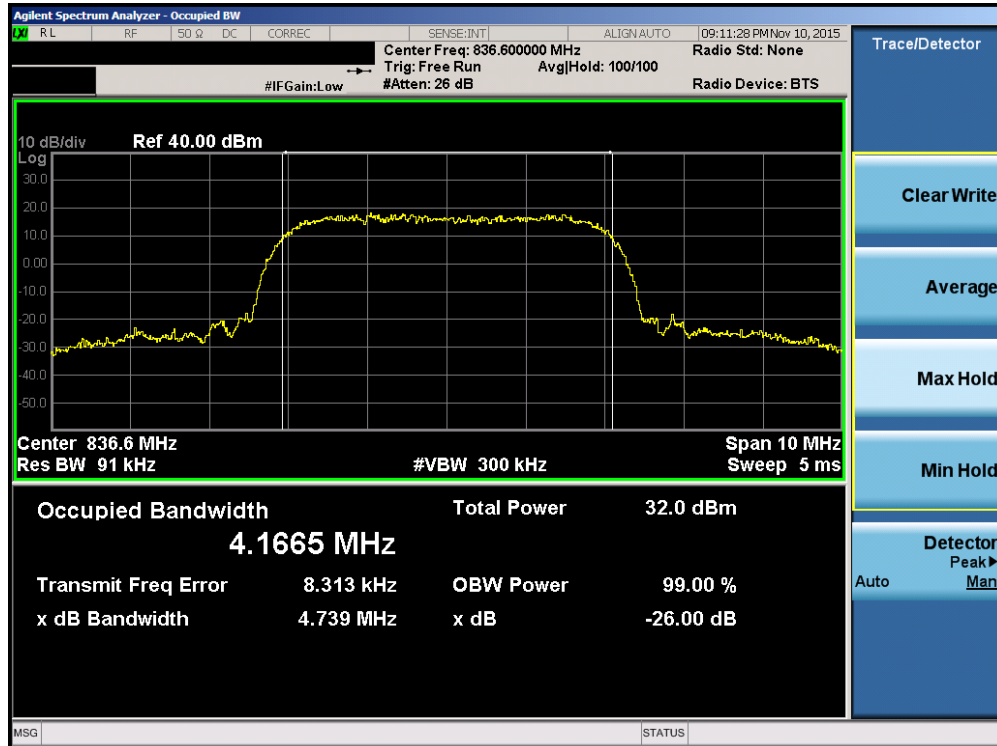 Agilent Spectrum Analyzer - Occupied BW
LXI RL RF 50 Ω DC CORREC SENSE:INT ALIGN AUTO 09:11:28 PM Nov 10, 2015
Center Freq: 836.600000 MHz Radio Std: None
Trig: Free Run Avg|Hold: 100/100
#IFGain:Low #Atten: 26 dB Radio Device: BTS
10 dB/div Ref 40.00 dBm
Log
30.0
20.0
10.0
0.00
-10.0
-20.0
-30.0
-40.0
-50.0
Center 836.6 MHz Span 10 MHz
Res BW 91 kHz #VBW 300 kHz Sweep 5 ms
Occupied Bandwidth Total Power 32.0 dBm
4.1665 MHz
Transmit Freq Error 8.313 kHz OBW Power 99.00 %
x dB Bandwidth 4.739 MHz x dB -26.00 dB
Trace/Detector
Clear Write
Average
Max Hold
Min Hold
Detector
Peak▶
Auto Man
MSG STATUS